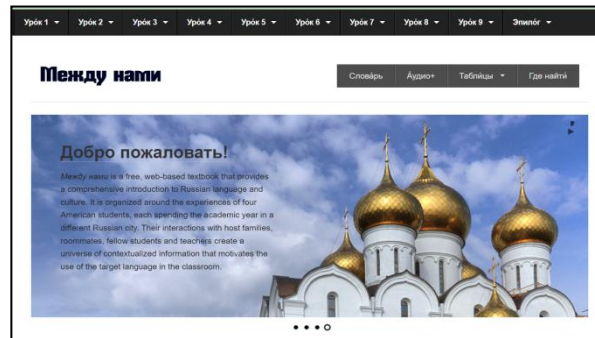 Уро́к 1 Уро́к 2 Уро́к 3 Уро́к 4 Уро́к 5 Уро́к 6 Уро́к 7 Уро́к 8 Уро́к 9 Эпило́г
Между нами
Слова́рь А́удио+ Табли́цы Где найти́
Добро пожаловать!
Между нами is a free, web-based textbook that provides
a comprehensive introduction to Russian language and
culture. It is organized around the experiences of four
American students, each spending the academic year in a
different Russian city. Their interactions with host families,
roommates, fellow students and teachers create a
universe of contextualized information that motivates the
use of the target language in the classroom.